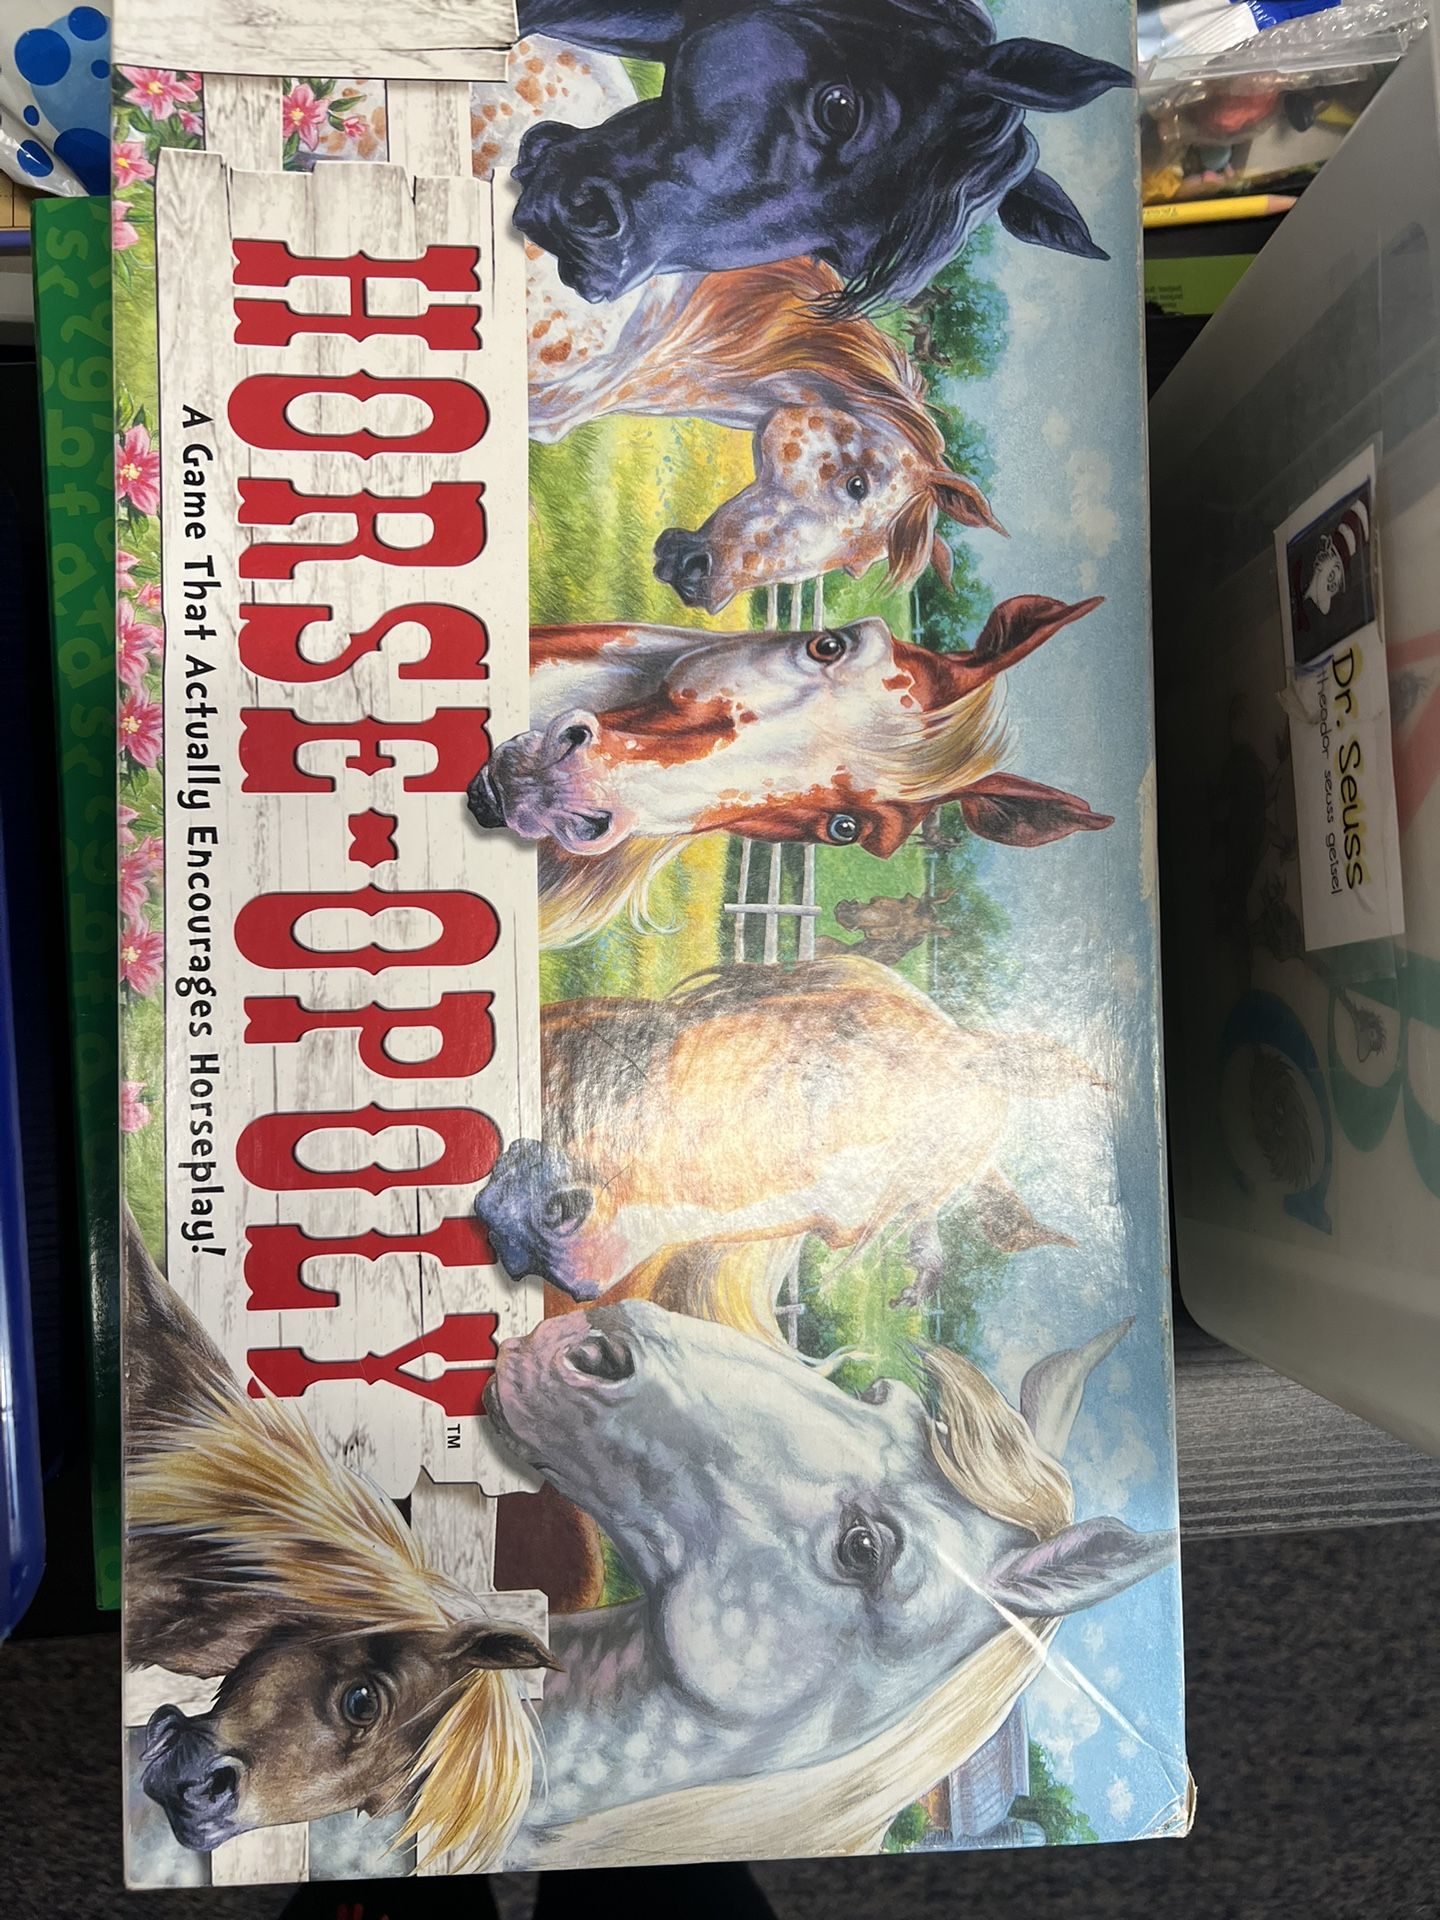 HORSE-OPOLY™
A Game That Actually Encourages Horseplay!
Dr. Seuss
theodor seuss geisel